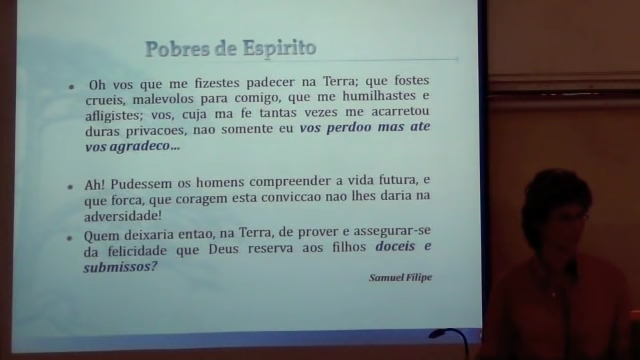 Pobres de Espirito
Oh vos que me fizestes padecer na Terra; que fostes
crueis, malevolos para comigo, que me humilhastes e
afligistes; vos, cuja ma fe tantas vezes me acarretou
duras privacoes, nao somente eu vos perdoo mas ate
vos agradeco...
Ah! Pudessem os homens compreender a vida futura, e
que forca, que coragem esta conviccao nao lhes daria na
adversidade!
Quem deixaria entao, na Terra, de prover e assegurar-se
da felicidade que Deus reserva aos filhos doceis e
submissos?
Samuel Filipe